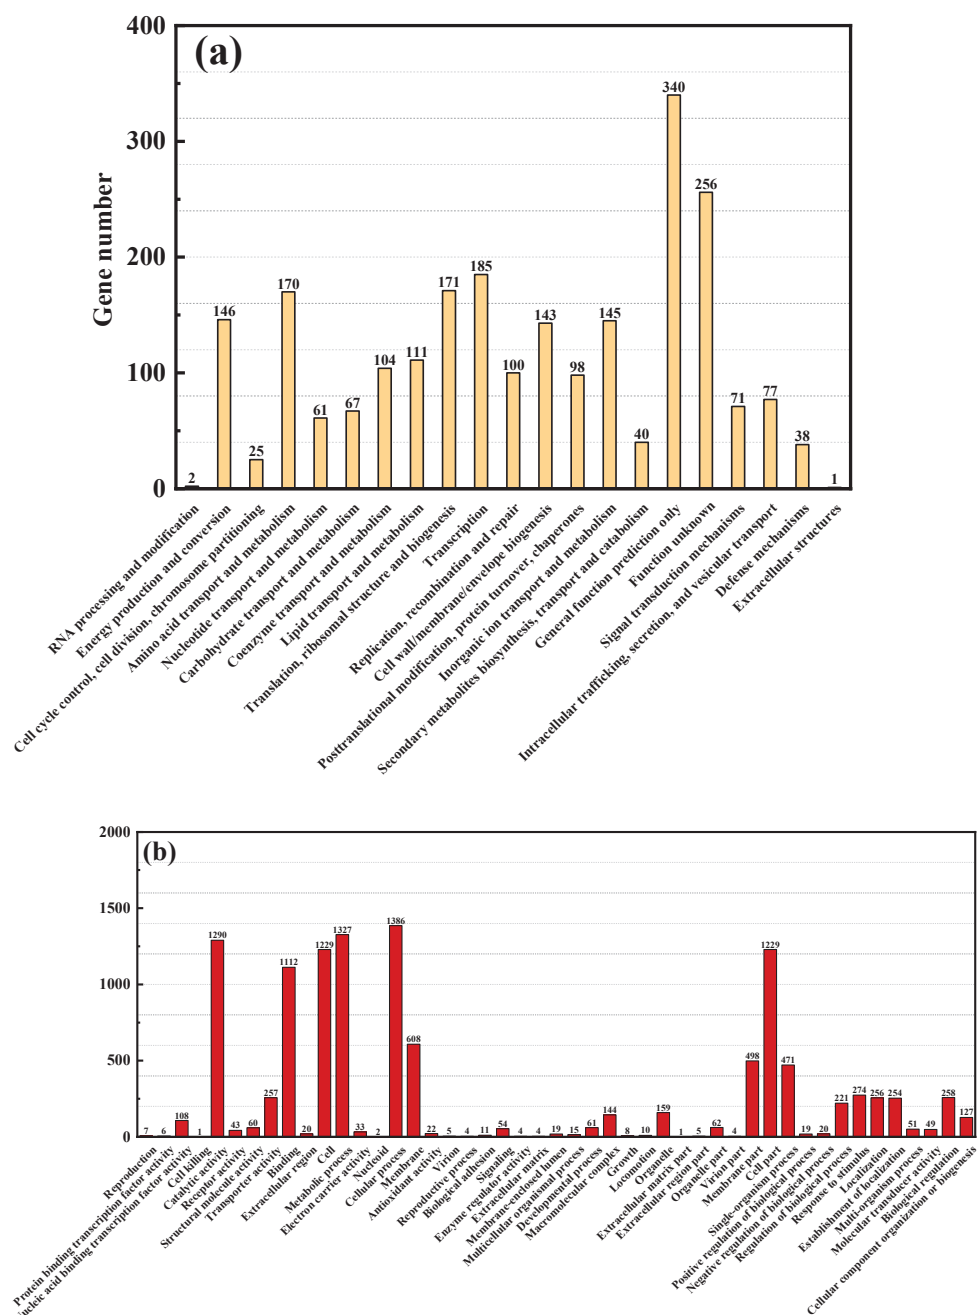 (a)
Gene number
400
300
200
100
0
2
146
25
170
61
67
104
111
171
185
100
143
98
145
40
340
256
71
77
38
1
RNA processing and modification
Energy production and conversion
Cell cycle control, cell division, chromosome partitioning
Amino acid transport and metabolism
Nucleotide transport and metabolism
Carbohydrate transport and metabolism
Coenzyme transport and metabolism
Lipid transport and metabolism
Translation, ribosomal structure and biogenesis
Transcription
Replication, recombination and repair
Cell wall/membrane/envelope biogenesis
Posttranslational modification, protein turnover, chaperones
Inorganic ion transport and metabolism
Secondary metabolites biosynthesis, transport and catabolism
General function prediction only
Function unknown
Signal transduction mechanisms
Intracellular trafficking, secretion, and vesicular transport
Defense mechanisms
Extracellular structures
(b)
2000
1500
1000
500
0
7
6
108
1
1290
43
60
257
1112
20
1229
1327
33
2
1386
608
22
5
4
11
54
4
4
19
15
61
144
8
10
159
1
5
62
4
498
1229
471
19
20
221
274
256
254
51
49
258
127
Reproduction
Protein binding transcription factor activity
Nucleic acid binding transcription factor activity
Cell killing
Catalytic activity
Receptor activity
Structural molecule activity
Transporter activity
Binding
Extracellular region
Cell
Metabolic process
Electron carrier activity
Nucleoid
Cellular process
Membrane
Antioxidant activity
Virion
Reproductive process
Biological adhesion
Signaling
Enzyme regulator activity
Extracellular matrix
Membrane-enclosed lumen
Multicellular organismal process
Developmental process
Macromolecular complex
Growth
Locomotion
Organelle
Extracellular matrix part
Extracellular region part
Organelle part
Virion part
Membrane part
Cell part
Single-organism process
Positive regulation of biological process
Negative regulation of biological process
Regulation of biological process
Response to stimulus
Localization
Establishment of localization
Multi-organism process
Molecular transducer activity
Biological regulation
Cellular component organization or biogenesis